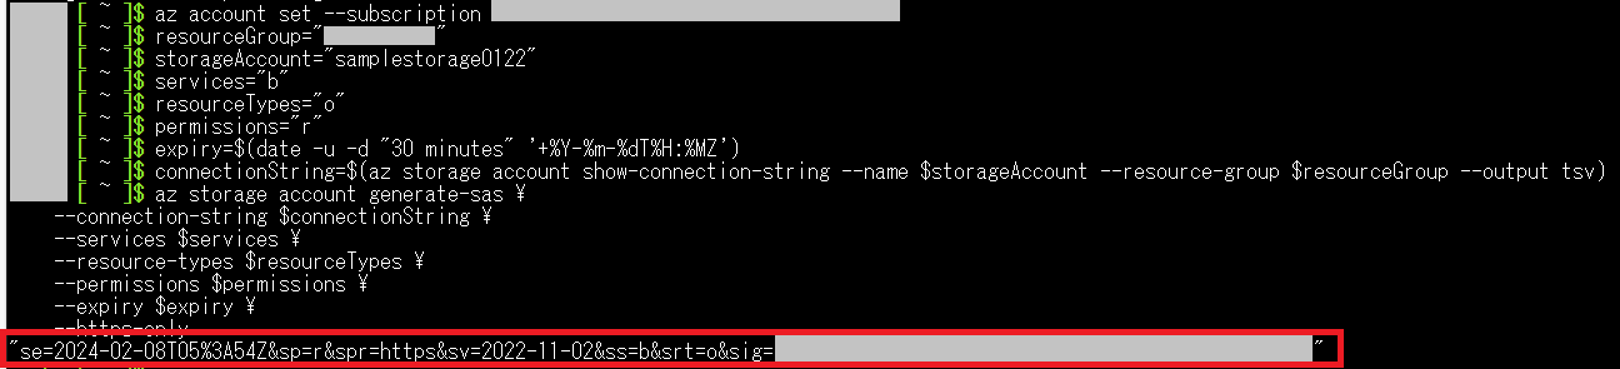 [ ~ ]$ az account set --subscription
[ ~ ]$ resourceGroup=" "
[ ~ ]$ storageAccount="samplestorage0122"
[ ~ ]$ services="b"
[ ~ ]$ resourceTypes="o"
[ ~ ]$ permissions="r"
[ ~ ]$ expiry=$(date -u -d "30 minutes" '+%Y-%m-%dT%H:%MZ')
[ ~ ]$ connectionString=$(az storage account show-connection-string --name $storageAccount --resource-group $resourceGroup --output tsv)
[ ~ ]$ az storage account generate-sas ¥
--connection-string $connectionString ¥
--services $services ¥
--resource-types $resourceTypes ¥
--permissions $permissions ¥
--expiry $expiry ¥
--https-only
"se=2024-02-08T05%3A54Z&sp=r&spr=https&sv=2022-11-02&ss=b&srt=o&sig= "